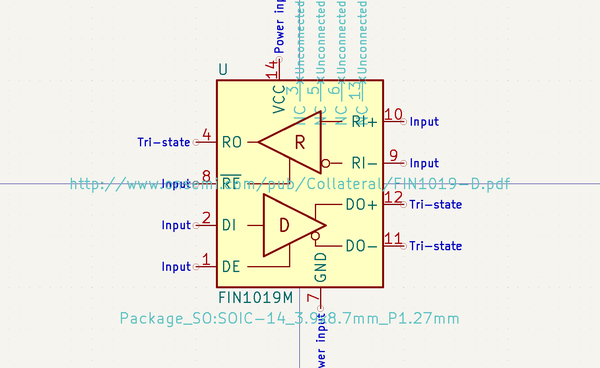 Power inp
Unconnected
Unconnected
Unconnected
Unconnected
U
14
3
5
6
13
VCC
NC
NC
NC
NC
RI+
10
Input
Tri-state
4
RO
R
RI-
9
Input
Input
8
RE
http://www.onsemi.com/pub/Collateral/FIN1019-D.pdf
DO+
12
Tri-state
Input
2
DI
D
DO-
11
Tri-state
Input
1
DE
GND
FIN1019M
7
Package_SO:SOIC-14_3.9x8.7mm_P1.27mm
wer input